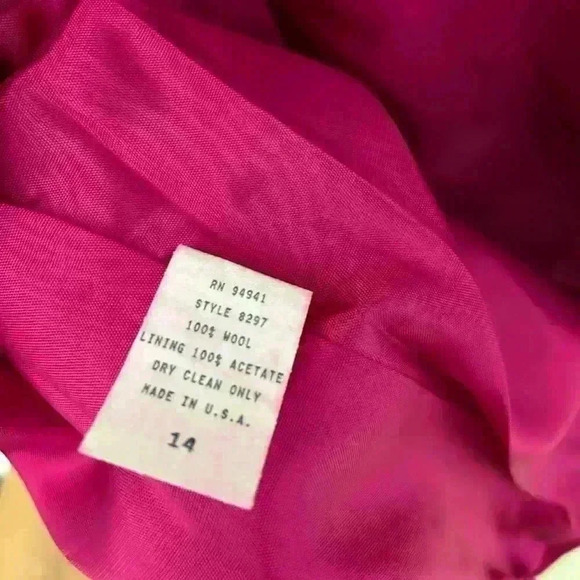 RN 94941
STYLE 8297
100% WOOL
LINING 100% ACETATE
DRY CLEAN ONLY
MADE IN U.S.A.
14